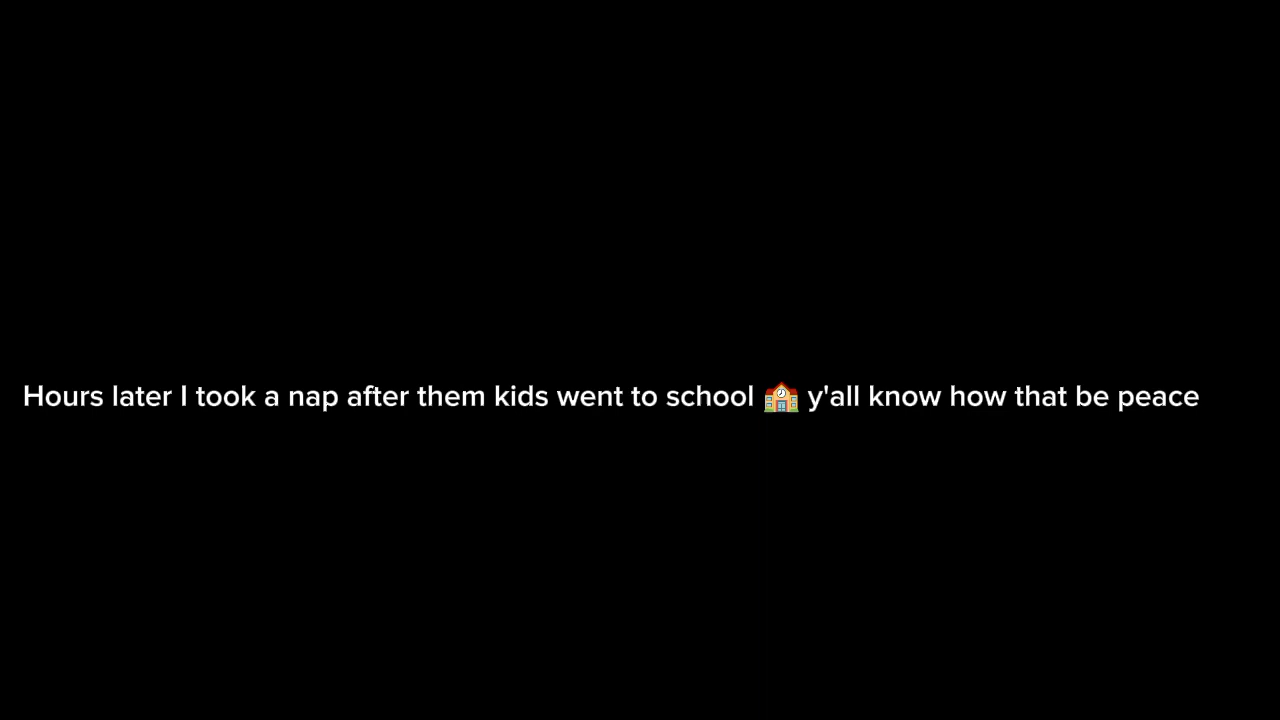 Hours later I took a nap after them kids went to school 🏫 y'all know how that be peace